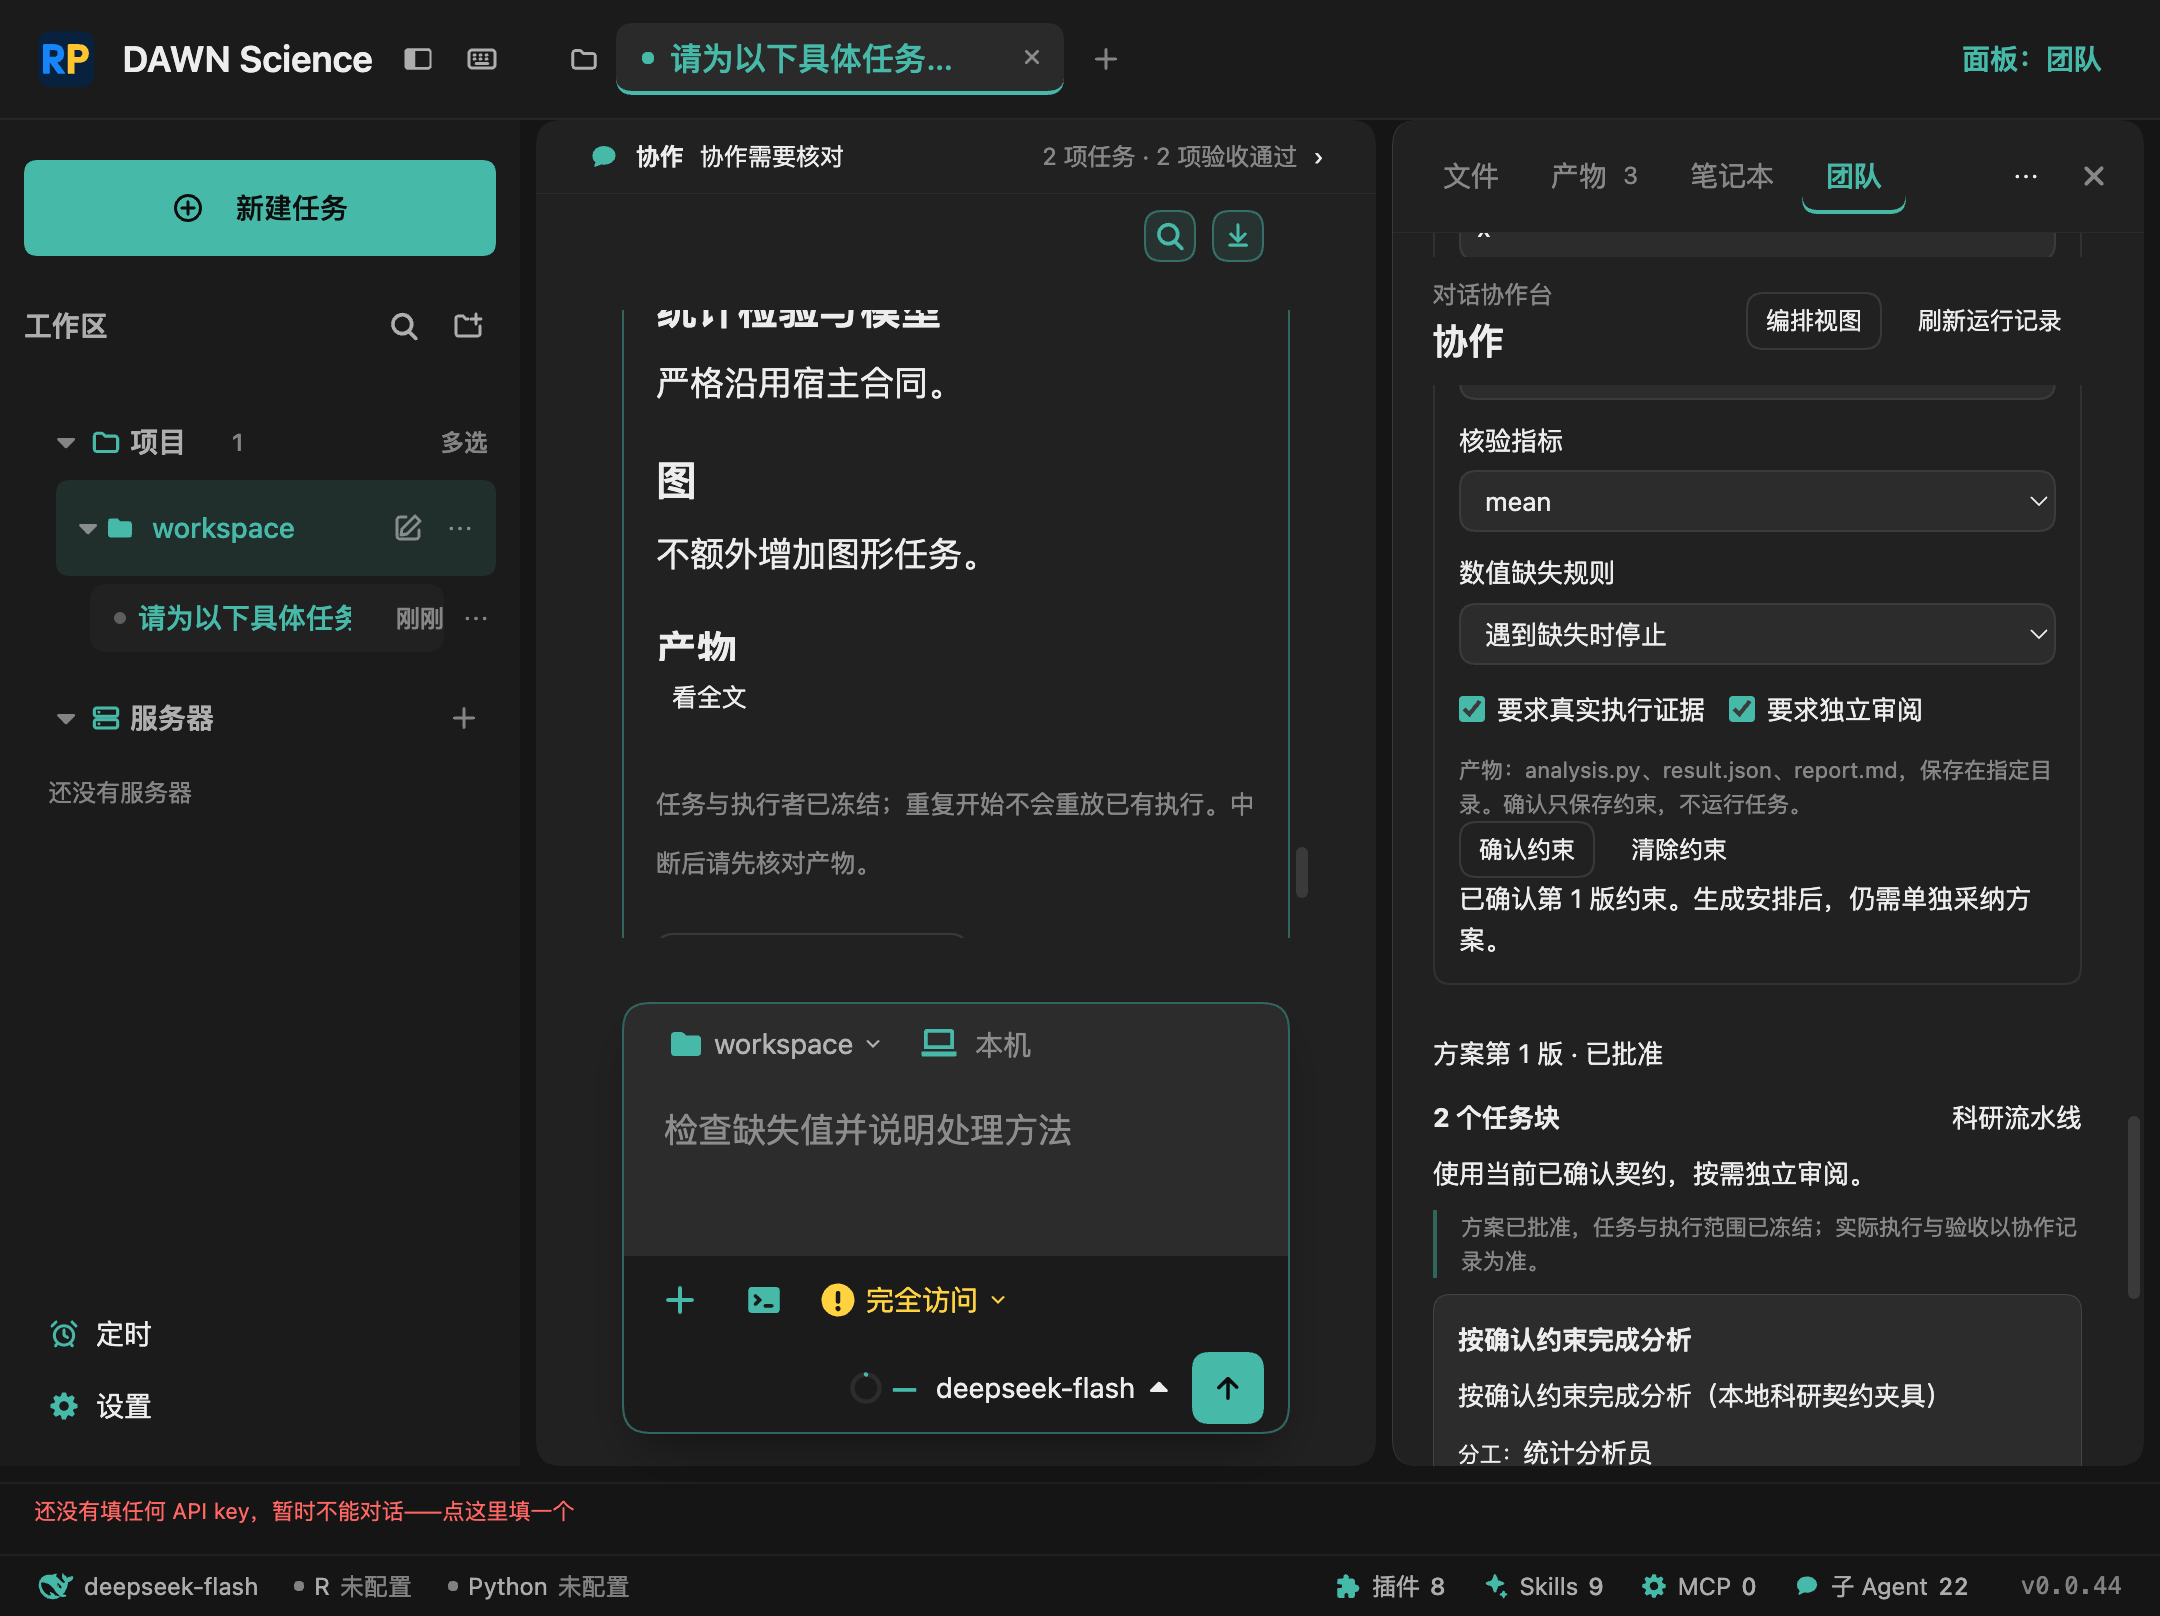 RP DAWN Science
请为以下具体任务...
面板：团队
新建任务
工作区
项目 1 多选
workspace
请为以下具体任务 刚刚
服务器
还没有服务器
定时
设置
协作 协作需要核对 2 项任务 · 2 项验收通过
统计检验与模型
严格沿用宿主合同。
图
不额外增加图形任务。
产物
看全文
任务与执行者已冻结；重复开始不会重放已有执行。中
断后请先核对产物。
workspace 本机
检查缺失值并说明处理方法
完全访问
deepseek-flash
文件 产物 3 笔记本 团队
对话协作台
协作
编排视图 刷新运行记录
核验指标
mean
数值缺失规则
遇到缺失时停止
要求真实执行证据 要求独立审阅
产物：analysis.py、result.json、report.md，保存在指定目
录。确认只保存约束，不运行任务。
确认约束 清除约束
已确认第 1 版约束。生成安排后，仍需单独采纳方
案。
方案第 1 版 · 已批准
2 个任务块 科研流水线
使用当前已确认契约，按需独立审阅。
方案已批准，任务与执行范围已冻结；实际执行与验收以协作记
录为准。
按确认约束完成分析
按确认约束完成分析（本地科研契约夹具）
分工：统计分析员
还没有填任何 API key，暂时不能对话——点这里填一个
deepseek-flash R 未配置 Python 未配置
插件 8 Skills 9 MCP 0 子 Agent 22 v0.0.44